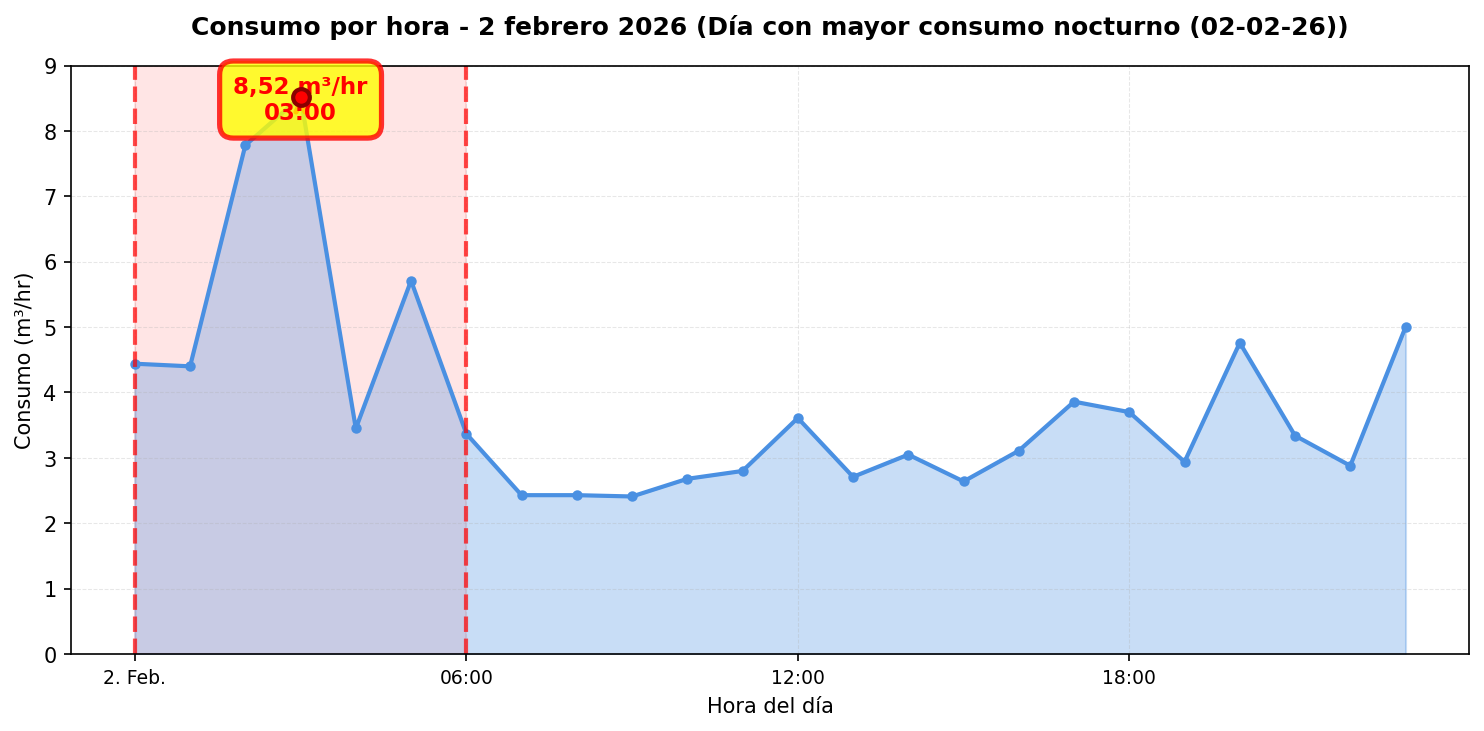 Consumo por hora - 2 febrero 2026 (Día con mayor consumo nocturno (02-02-26))
8,52 m³/hr
03:00
Consumo (m³/hr)
9
8
7
6
5
4
3
2
1
0
2. Feb.
06:00
12:00
18:00
Hora del día